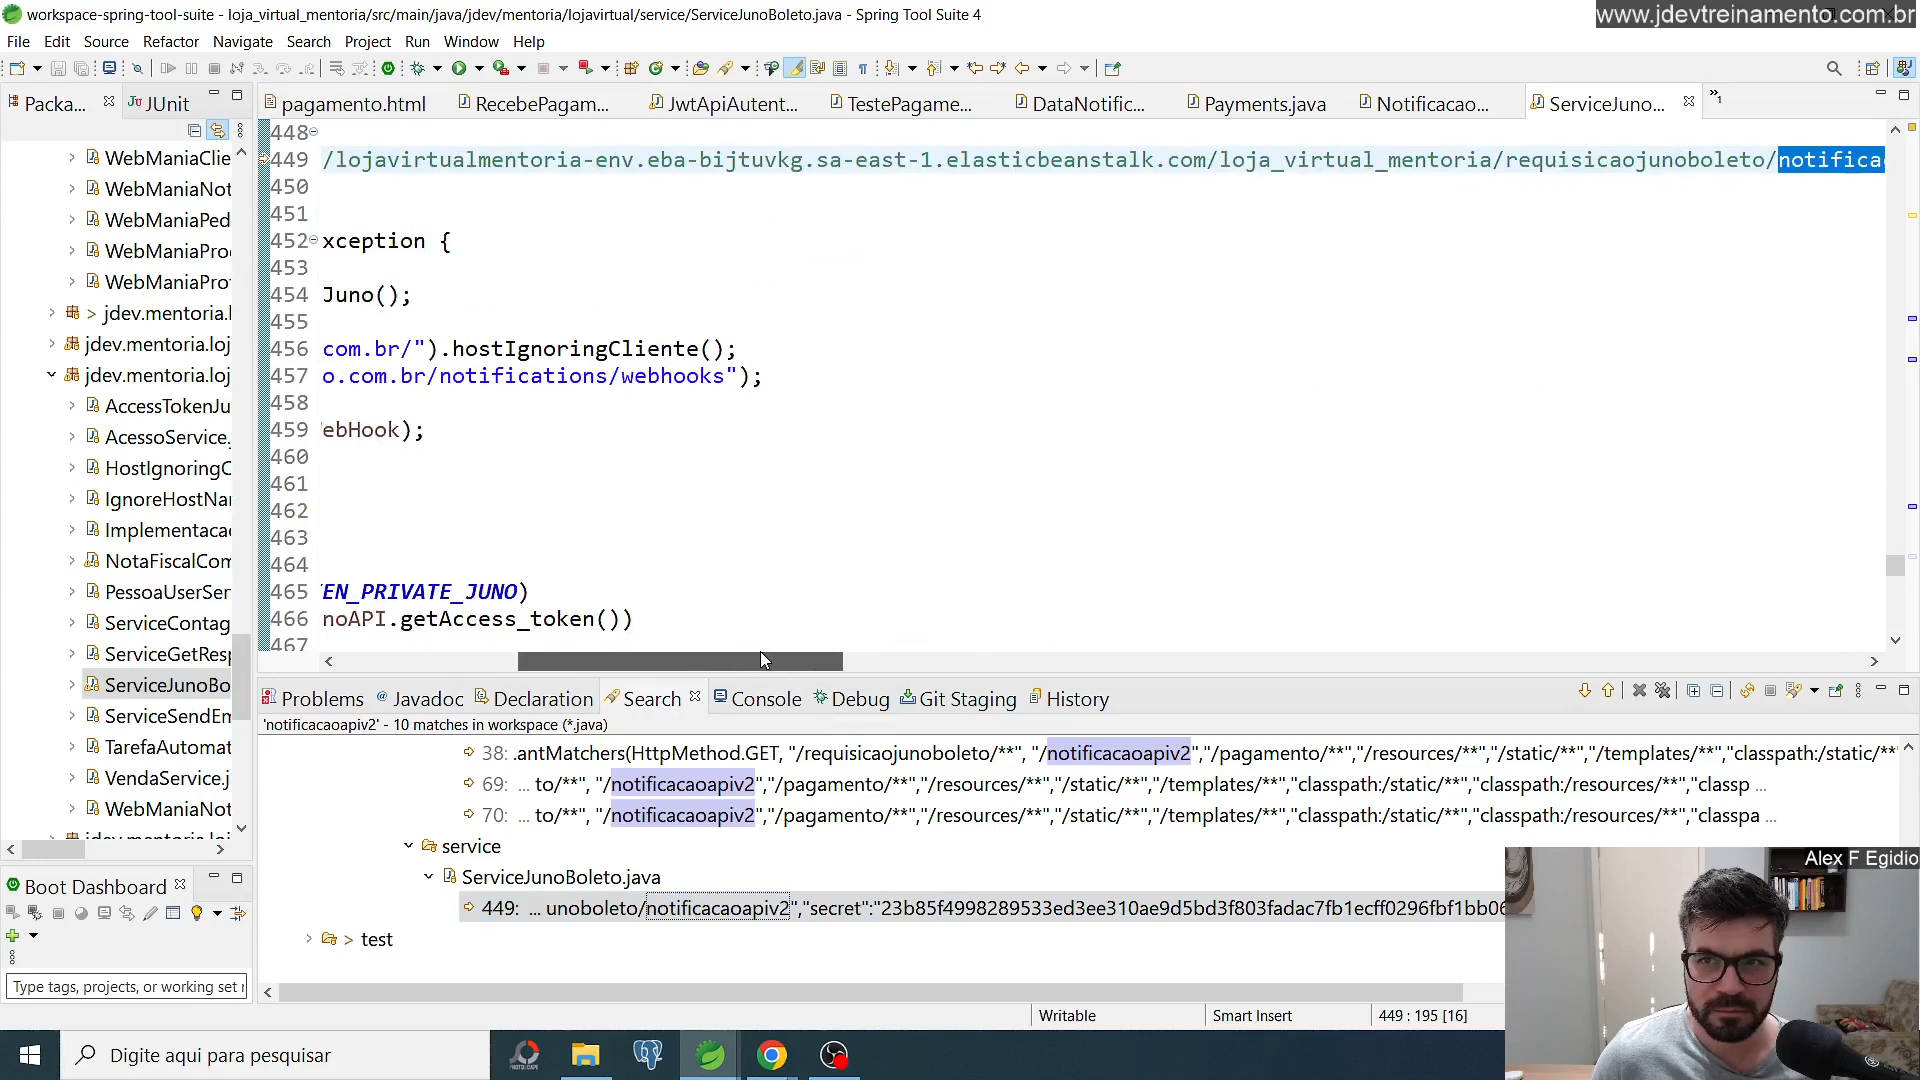 workspace-spring-tool-suite - loja_virtual_mentoria/src/main/java/jdev/mentoria/lojavirtual/service/ServiceJunoBoleto.java - Spring Tool Suite 4
www.jdevtreinamento.com.br
File Edit Source Refactor Navigate Search Project Run Window Help
Packa... JUnit
pagamento.html RecebePagam... JwtApiAutent... TestePagame... DataNotific... Payments.java Notificacao... ServiceJuno... »1
WebManiaClie
WebManiaNot
WebManiaPed
WebManiaPro
WebManiaPro
> jdev.mentoria.l
jdev.mentoria.loj
jdev.mentoria.loj
AccessTokenJu
AcessoService.
HostIgnoringC
IgnoreHostNar
Implementaca
NotaFiscalCom
PessoaUserSer
ServiceContag
ServiceGetRes
ServiceJunoBo
ServiceSendEm
TarefaAutomat
VendaService.j
WebManiaNot
448
449 /lojavirtualmentoria-env.eba-bijtuvkg.sa-east-1.elasticbeanstalk.com/loja_virtual_mentoria/requisicaojunoboleto/notifica
450
451
452 xception {
453
454 Juno();
455
456 com.br/").hostIgnoringCliente();
457 o.com.br/notifications/webhooks");
458
459 ebHook);
460
461
462
463
464
465 EN_PRIVATE_JUNO)
466 noAPI.getAccess_token())
467
Problems Javadoc Declaration Search Console Debug Git Staging History
'notificacaoapiv2' - 10 matches in workspace (*.java)
38: .antMatchers(HttpMethod.GET, "/requisicaojunoboleto/**", "/notificacaoapiv2","/pagamento/**","/resources/**","/static/**","/templates/**","classpath:/static/**"
69: ... to/**", "/notificacaoapiv2","/pagamento/**","/resources/**","/static/**","/templates/**","classpath:/static/**","classpath:/resources/**","classp ...
70: ... to/**", "/notificacaoapiv2","/pagamento/**","/resources/**","/static/**","/templates/**","classpath:/static/**","classpath:/resources/**","classpa ...
service
ServiceJunoBoleto.java
449: ... unoboleto/notificacaoapiv2","secret":"23b85f4998289533ed3ee310ae9d5bd3f803fadac7fb1ecff0296fbf1bb06
> test
Boot Dashboard
Type tags, projects, or working set r
Alex F Egidio
Writable Smart Insert 449 : 195 [16]
Digite aqui para pesquisar